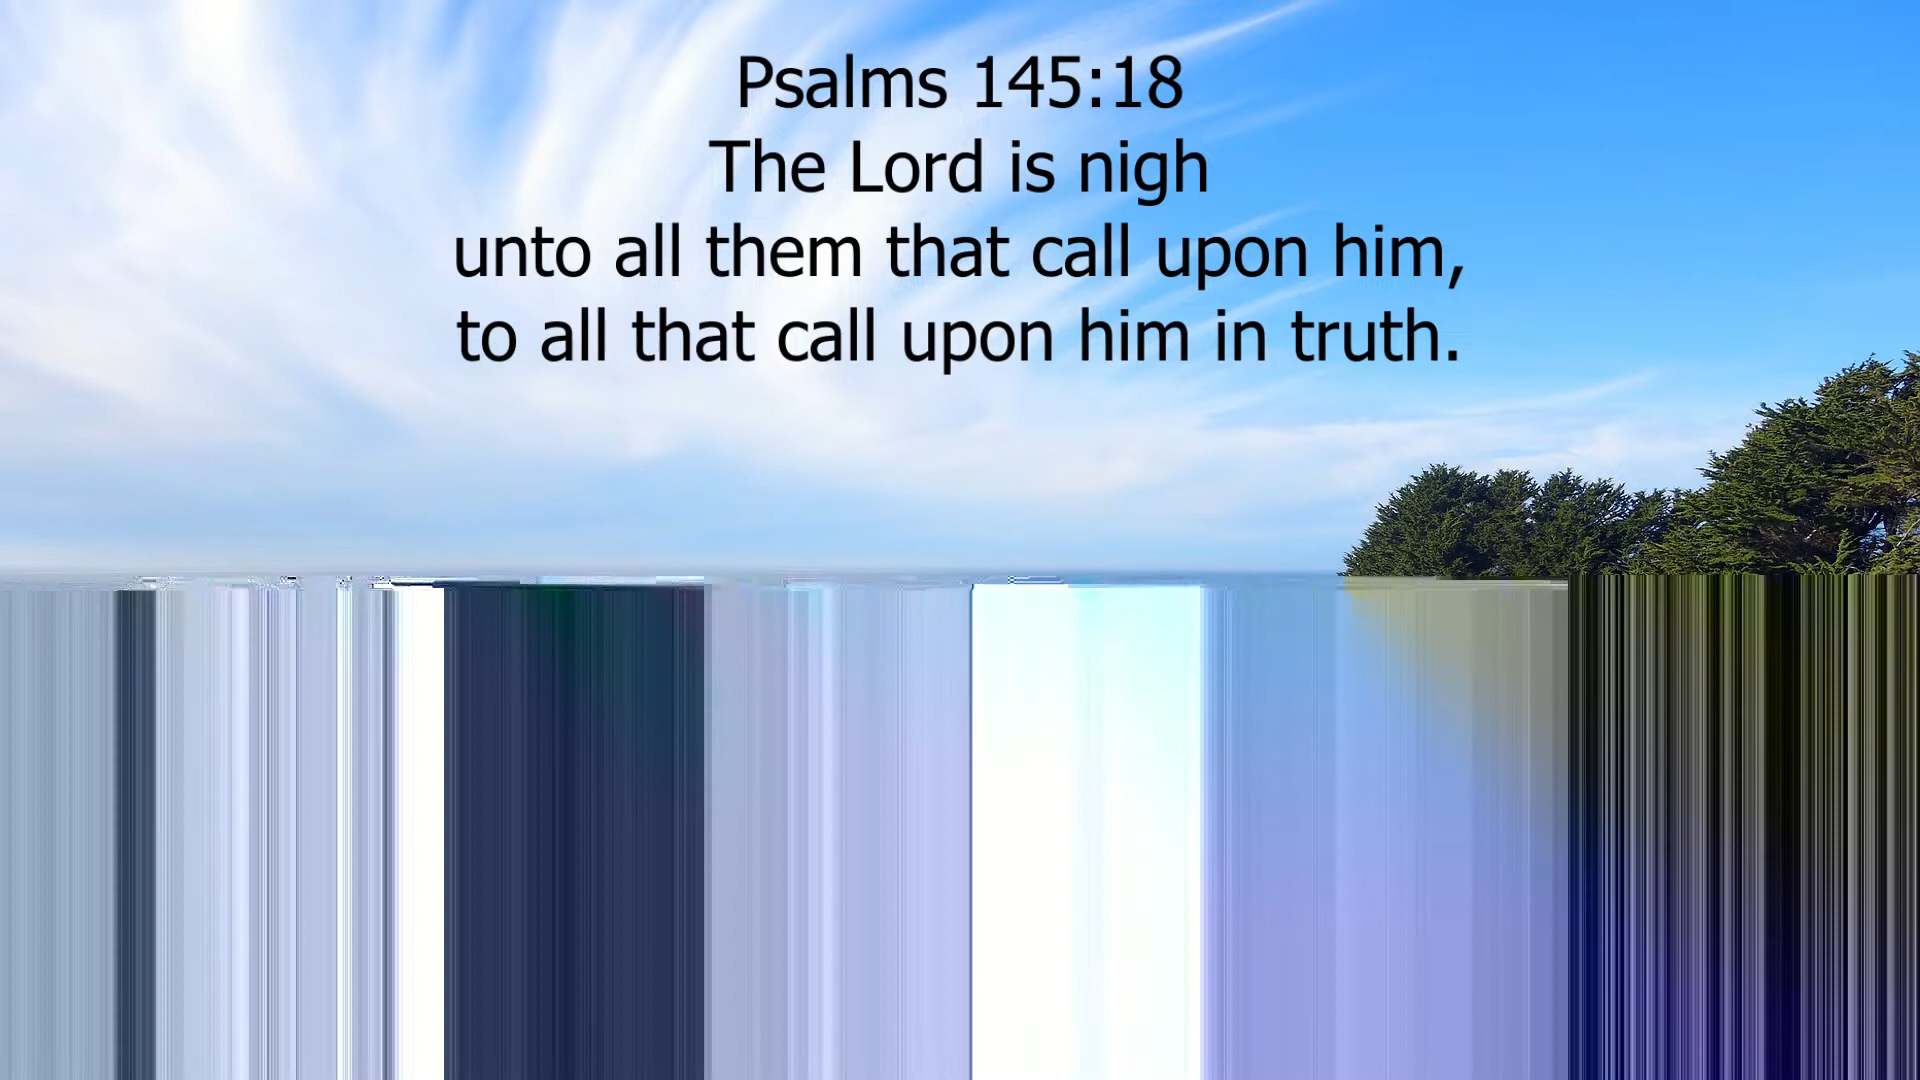 Psalms 145:18
The Lord is nigh
unto all them that call upon him,
to all that call upon him in truth.